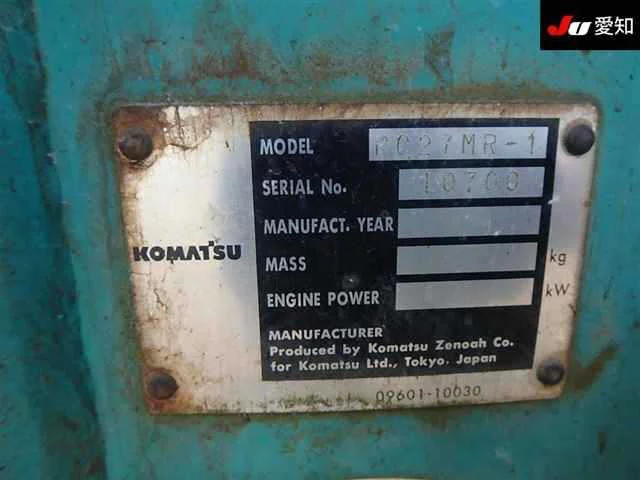 JU 愛知
MODEL PC27MR-1
SERIAL No. 10700
MANUFACT. YEAR
KOMATSU
MASS kg
ENGINE POWER kW
MANUFACTURER
Produced by Komatsu Zenoah Co.
for Komatsu Ltd., Tokyo. Japan
09601-10030